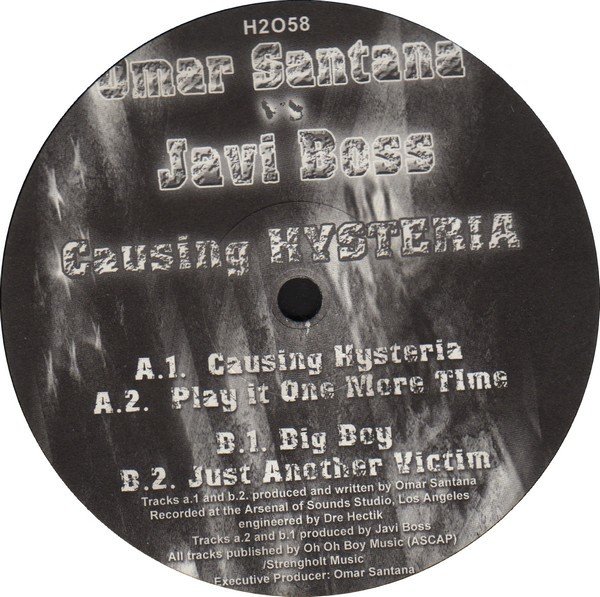 H2O58
Omar Santana
vs
Javi Boss
Causing HYSTERIA
A.1. Causing Hysteria
A.2. Play it One More TIme
B.1. Big Boy
B.2. Just Another Victim
Tracks a.1 and b.2. produced and written by Omar Santana
Recorded at the Arsenal of Sounds Studio, Los Angeles
engineered by Dre Hectik
Tracks a.2 and b.1 produced by Javi Boss
All tracks published by Oh Oh Boy Music (ASCAP)
/Strengholt Music
Executive Producer: Omar Santana